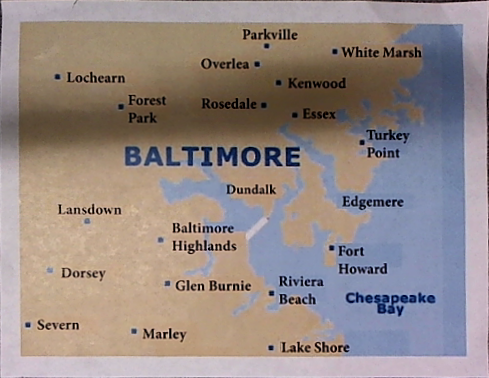 Parkville
White Marsh
Overlea
Lochearn
Kenwood
Forest
Park
Rosedale
Essex
Turkey
Point
BALTIMORE
Dundalk
Edgemere
Lansdown
Baltimore
Highlands
Fort
Howard
Dorsey
Glen Burnie
Riviera
Beach
Chesapeake
Bay
Severn
Marley
Lake Shore